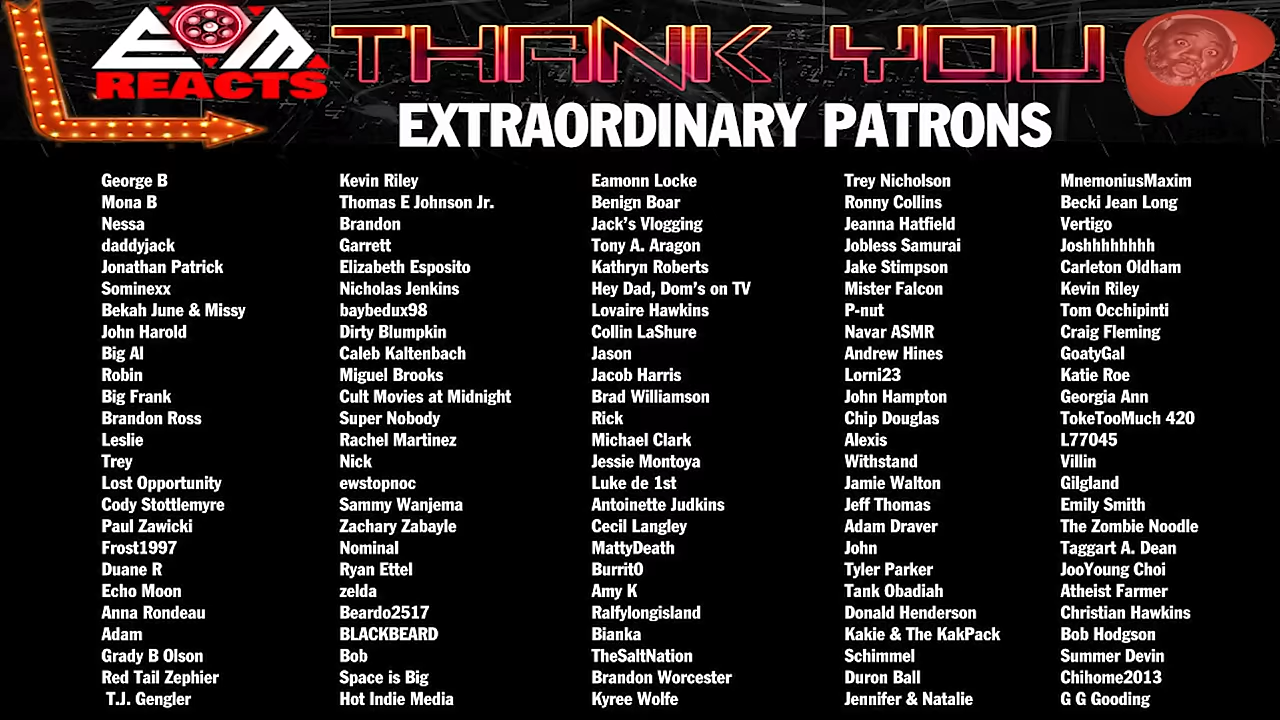 EOM
REACTS
THANK YOU
EXTRAORDINARY PATRONS
George B
Mona B
Nessa
daddyjack
Jonathan Patrick
Sominexx
Bekah June & Missy
John Harold
Big Al
Robin
Big Frank
Brandon Ross
Leslie
Trey
Lost Opportunity
Cody Stottlemyre
Paul Zawicki
Frost1997
Duane R
Echo Moon
Anna Rondeau
Adam
Grady B Olson
Red Tail Zephier
T.J. Gengler
Kevin Riley
Thomas E Johnson Jr.
Brandon
Garrett
Elizabeth Esposito
Nicholas Jenkins
baybedux98
Dirty Blumpkin
Caleb Kaltenbach
Miguel Brooks
Cult Movies at Midnight
Super Nobody
Rachel Martinez
Nick
ewstopnoc
Sammy Wanjema
Zachary Zabayle
Nominal
Ryan Ettel
zelda
Beardo2517
BLACKBEARD
Bob
Space is Big
Hot Indie Media
Eamonn Locke
Benign Boar
Jack’s Vlogging
Tony A. Aragon
Kathryn Roberts
Hey Dad, Dom’s on TV
Lovaire Hawkins
Collin LaShure
Jason
Jacob Harris
Brad Williamson
Rick
Michael Clark
Jessie Montoya
Luke de 1st
Antoinette Judkins
Cecil Langley
MattyDeath
Burrit0
Amy K
Ralfylongisland
Bianka
TheSaltNation
Brandon Worcester
Kyree Wolfe
Trey Nicholson
Ronny Collins
Jeanna Hatfield
Jobless Samurai
Jake Stimpson
Mister Falcon
P-nut
Navar ASMR
Andrew Hines
Lorni23
John Hampton
Chip Douglas
Alexis
Withstand
Jamie Walton
Jeff Thomas
Adam Draver
John
Tyler Parker
Tank Obadiah
Donald Henderson
Kakie & The KakPack
Schimmel
Duron Ball
Jennifer & Natalie
MnemoniusMaxim
Becki Jean Long
Vertigo
Joshhhhhhhh
Carleton Oldham
Kevin Riley
Tom Occhipinti
Craig Fleming
GoatyGal
Katie Roe
Georgia Ann
TokeTooMuch 420
L77045
Villin
Gilgland
Emily Smith
The Zombie Noodle
Taggart A. Dean
JooYoung Choi
Atheist Farmer
Christian Hawkins
Bob Hodgson
Summer Devin
Chihome2013
G G Gooding